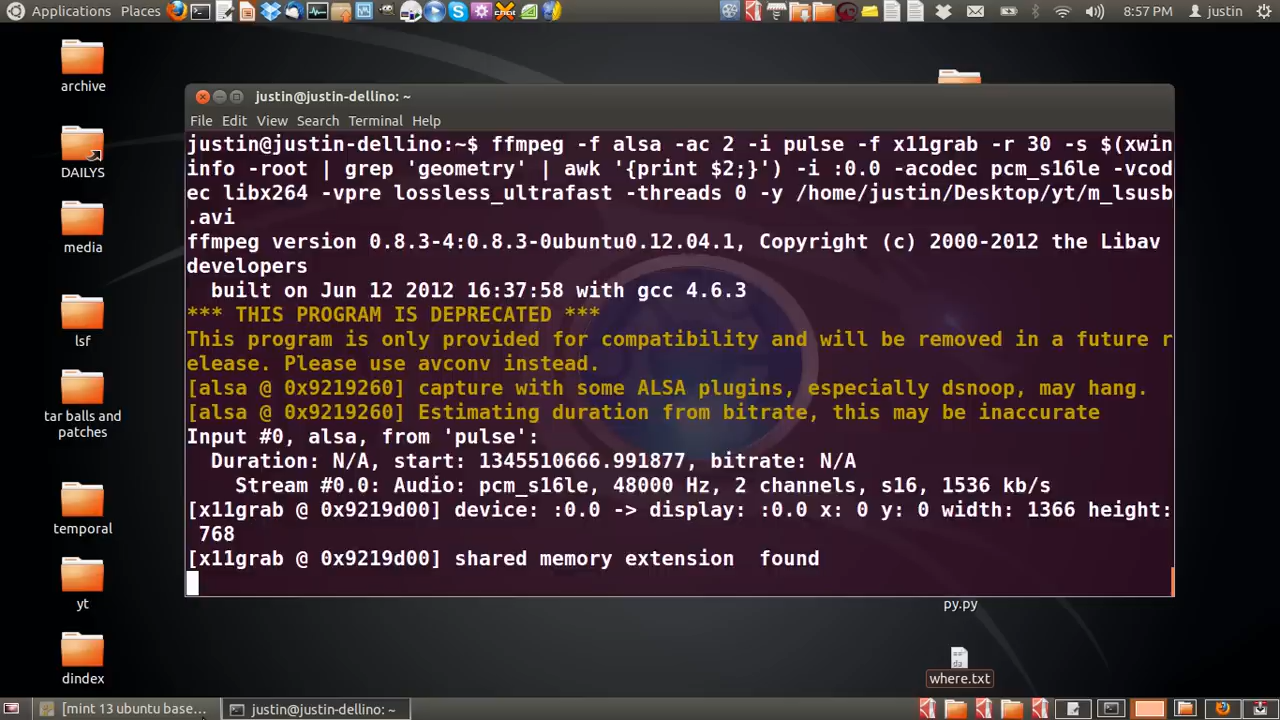 Applications Places 8:57 PM justin
archive
DAILYS
media
lsf
tar balls and
patches
temporal
yt
dindex
justin@justin-dellino: ~
File Edit View Search Terminal Help
justin@justin-dellino:~$ ffmpeg -f alsa -ac 2 -i pulse -f x11grab -r 30 -s $(xwin
info -root | grep 'geometry' | awk '{print $2;}') -i :0.0 -acodec pcm_s16le -vcod
ec libx264 -vpre lossless_ultrafast -threads 0 -y /home/justin/Desktop/yt/m_lsusb
.avi
ffmpeg version 0.8.3-4:0.8.3-0ubuntu0.12.04.1, Copyright (c) 2000-2012 the Libav
developers
built on Jun 12 2012 16:37:58 with gcc 4.6.3
*** THIS PROGRAM IS DEPRECATED ***
This program is only provided for compatibility and will be removed in a future r
elease. Please use avconv instead.
[alsa @ 0x9219260] capture with some ALSA plugins, especially dsnoop, may hang.
[alsa @ 0x9219260] Estimating duration from bitrate, this may be inaccurate
Input #0, alsa, from 'pulse':
Duration: N/A, start: 1345510666.991877, bitrate: N/A
Stream #0.0: Audio: pcm_s16le, 48000 Hz, 2 channels, s16, 1536 kb/s
[x11grab @ 0x9219d00] device: :0.0 -> display: :0.0 x: 0 y: 0 width: 1366 height:
768
[x11grab @ 0x9219d00] shared memory extension  found
py.py
where.txt
[mint 13 ubuntu base... justin@justin-dellino: ~